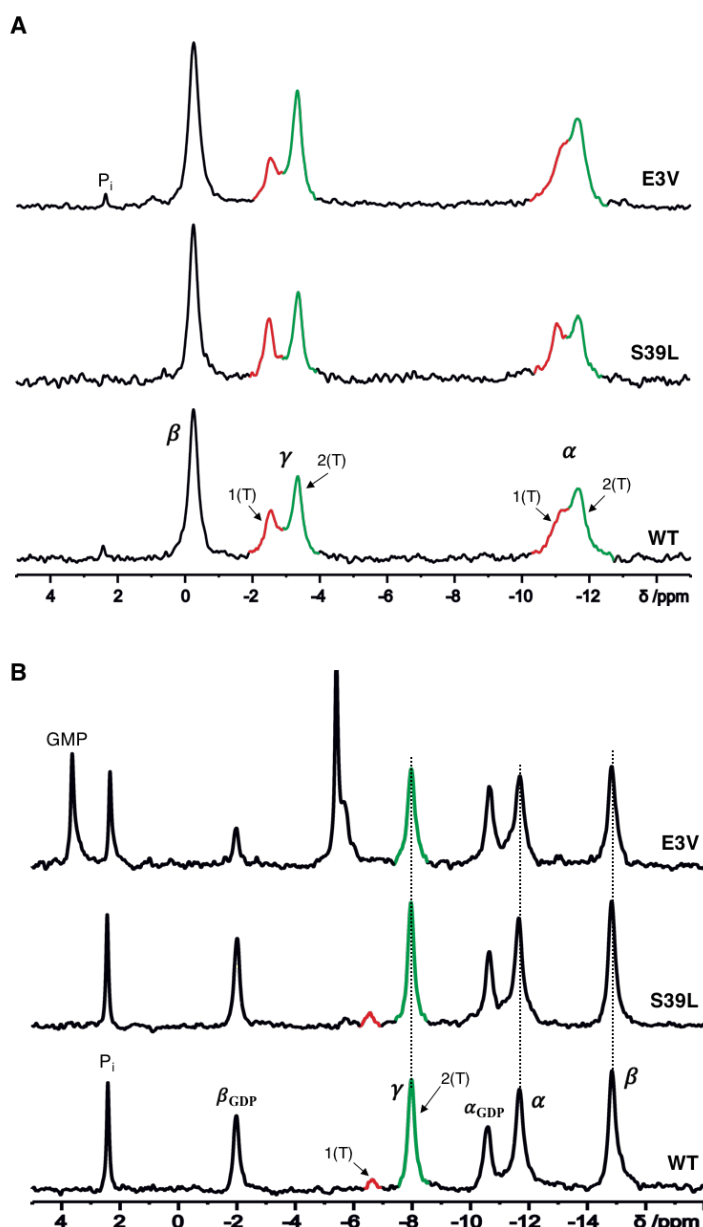 A
E3V
Pi
S39L
β
γ
2(T)
α
1(T)
1(T)
2(T)
WT
4 2 0 -2 -4 -6 -8 -10 -12 δ /ppm
B
GMP
E3V
S39L
Pi
βGDP
γ
2(T)
αGDP
α
β
1(T)
WT
4 2 0 -2 -4 -6 -8 -10 -12 -14 δ /ppm